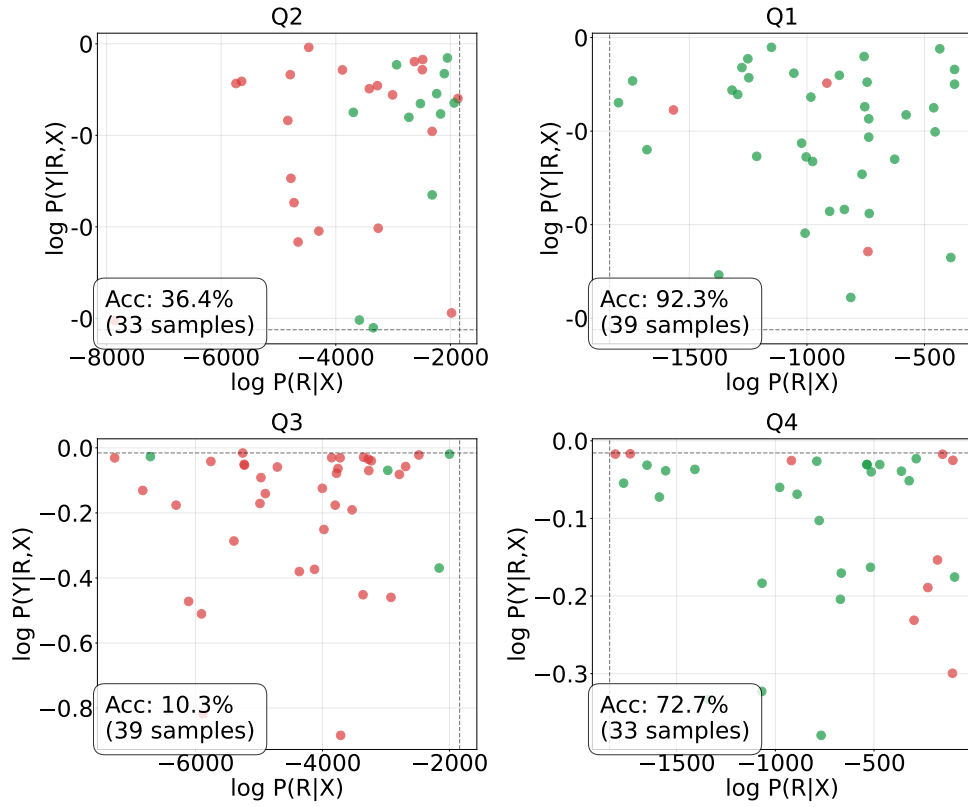 Q2
0
-0
-0
-0
log P(Y|R,X)
Acc: 36.4%
(33 samples)
−8000 −6000 −4000 −2000
log P(R|X)
Q1
0
-0
-0
-0
log P(Y|R,X)
Acc: 92.3%
(39 samples)
−1500 −1000 −500
log P(R|X)
Q3
0.0
−0.2
−0.4
−0.6
−0.8
log P(Y|R,X)
Acc: 10.3%
(39 samples)
−6000 −4000 −2000
log P(R|X)
Q4
0.0
−0.1
−0.2
−0.3
log P(Y|R,X)
Acc: 72.7%
(33 samples)
−1500 −1000 −500
log P(R|X)